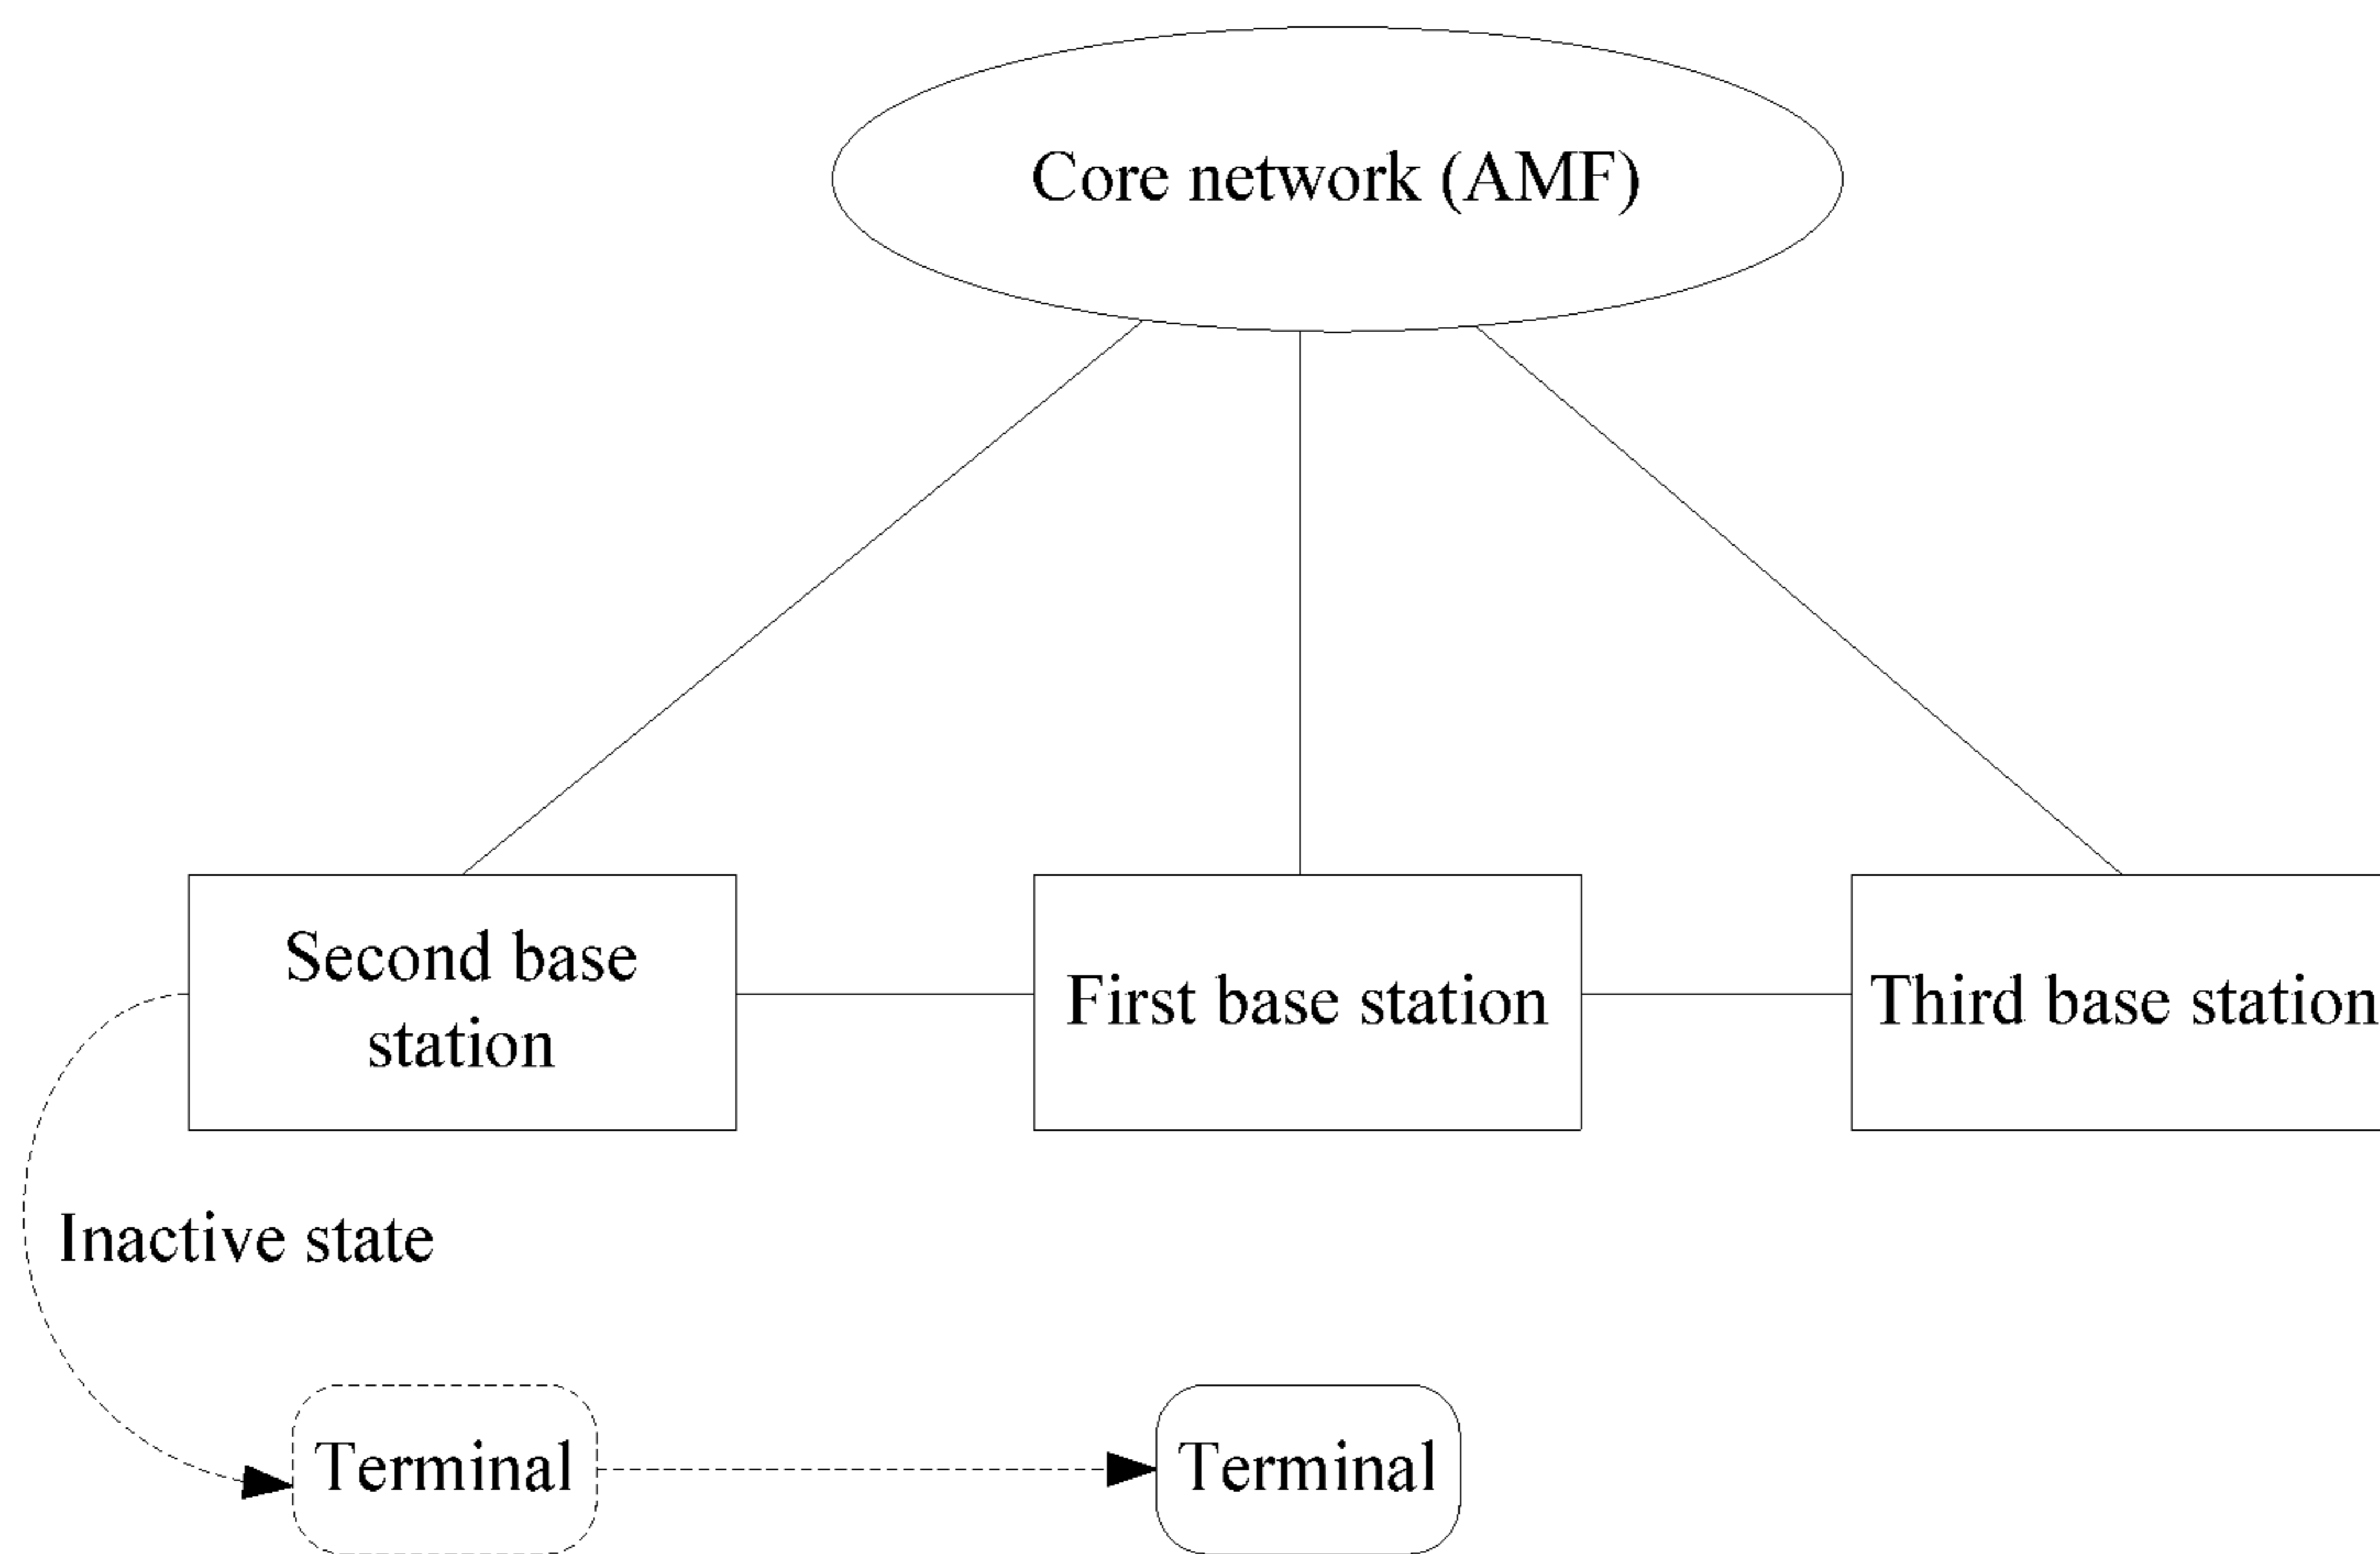 Core network (AMF)
Second base
station
First base station
Third base station
Inactive state
Terminal
Terminal